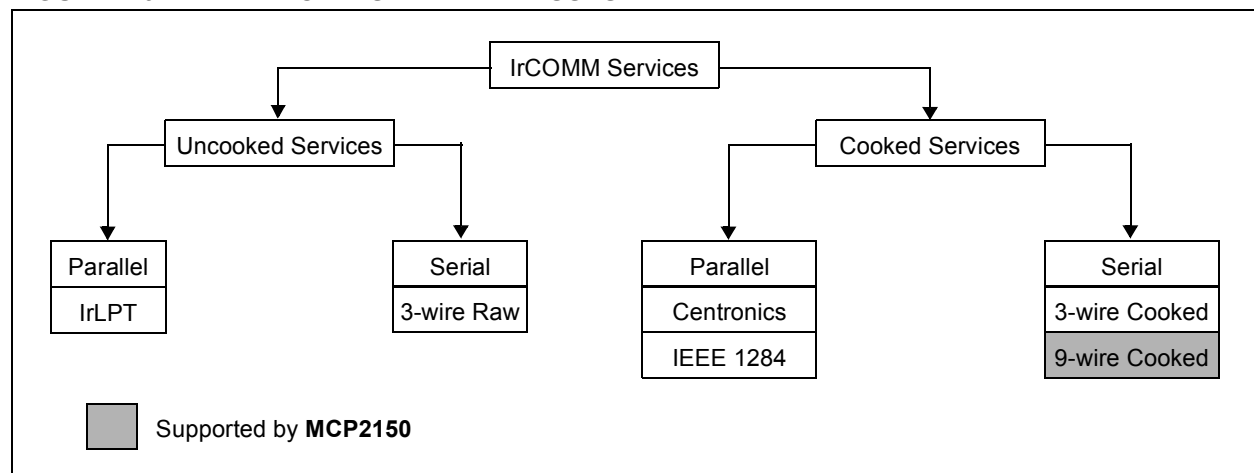 IrCOMM Services
Uncooked Services
Cooked Services
Parallel
IrLPT
Serial
3-wire Raw
Parallel
Centronics
IEEE 1284
Serial
3-wire Cooked
9-wire Cooked
Supported by MCP2150